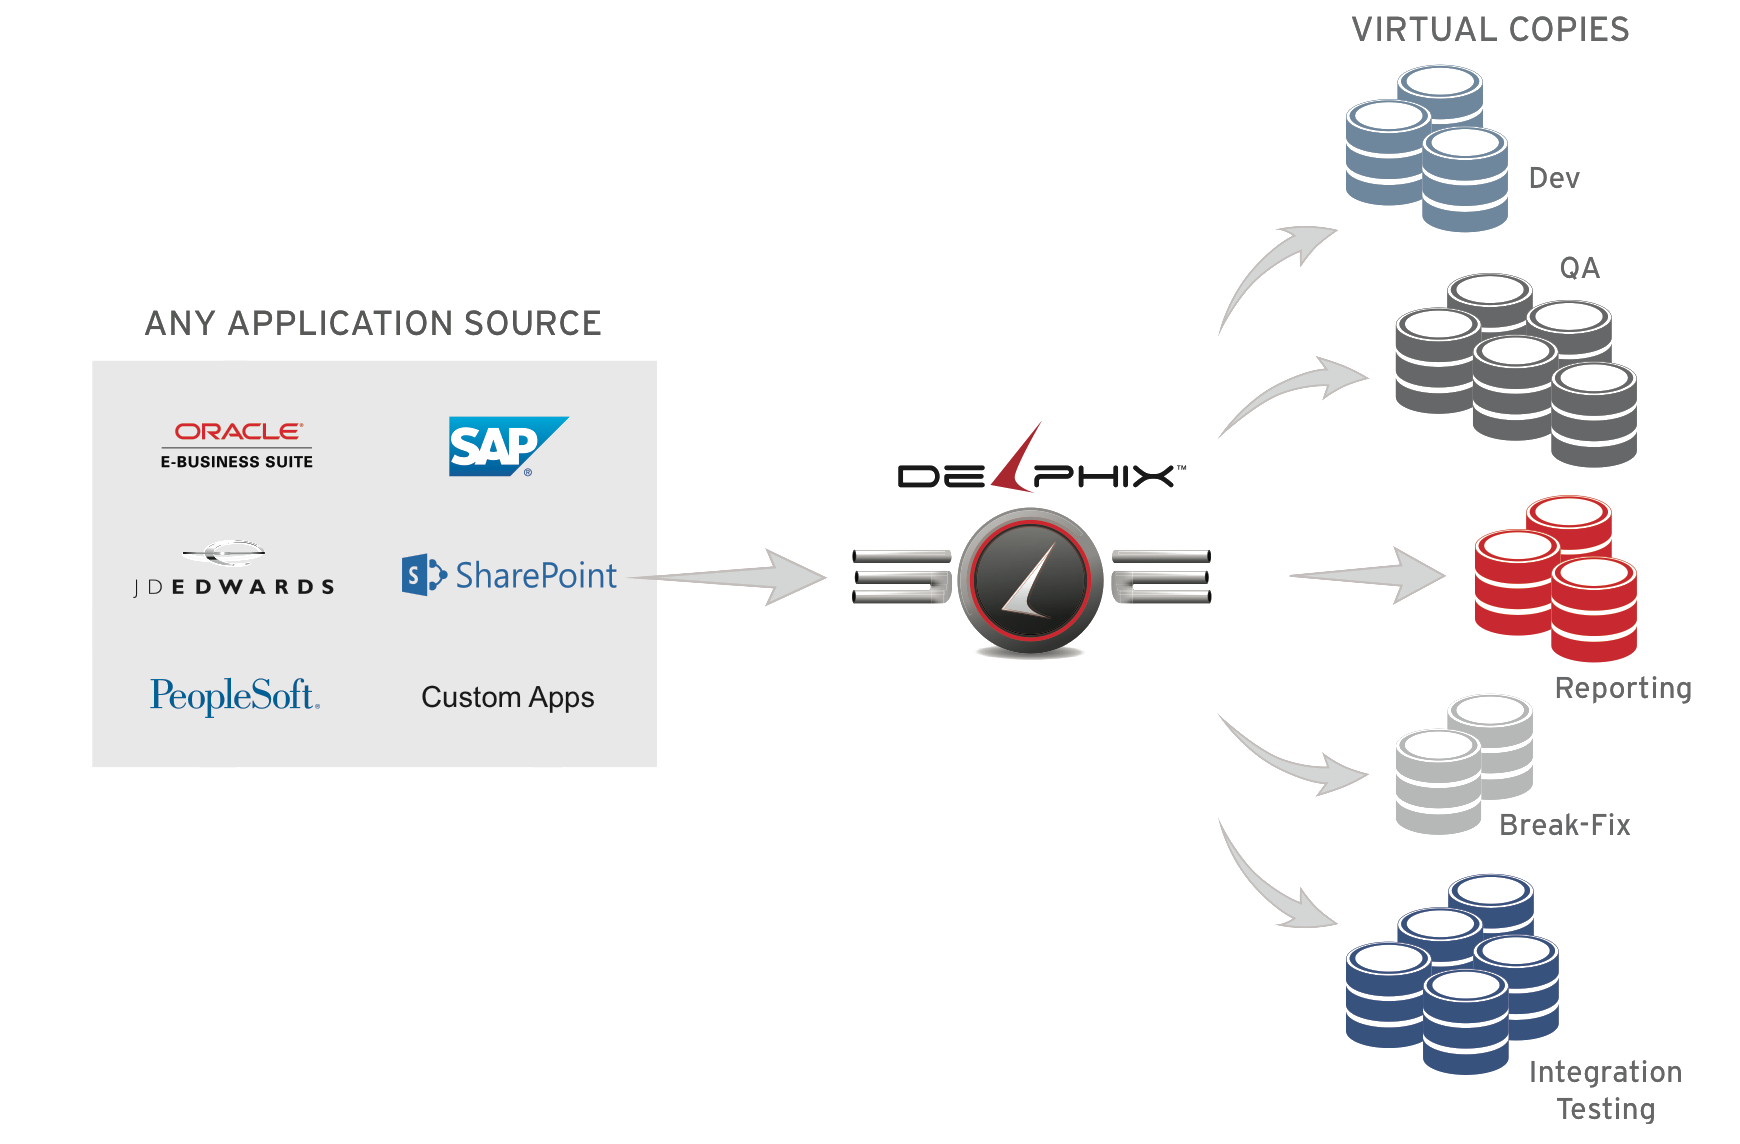 VIRTUAL COPIES
Dev
QA
ANY APPLICATION SOURCE
ORACLE®
E-BUSINESS SUITE
SAP®
JDEDWARDS
S SharePoint
PeopleSoft®
Custom Apps
DELPHIX™
Reporting
Break-Fix
Integration
Testing